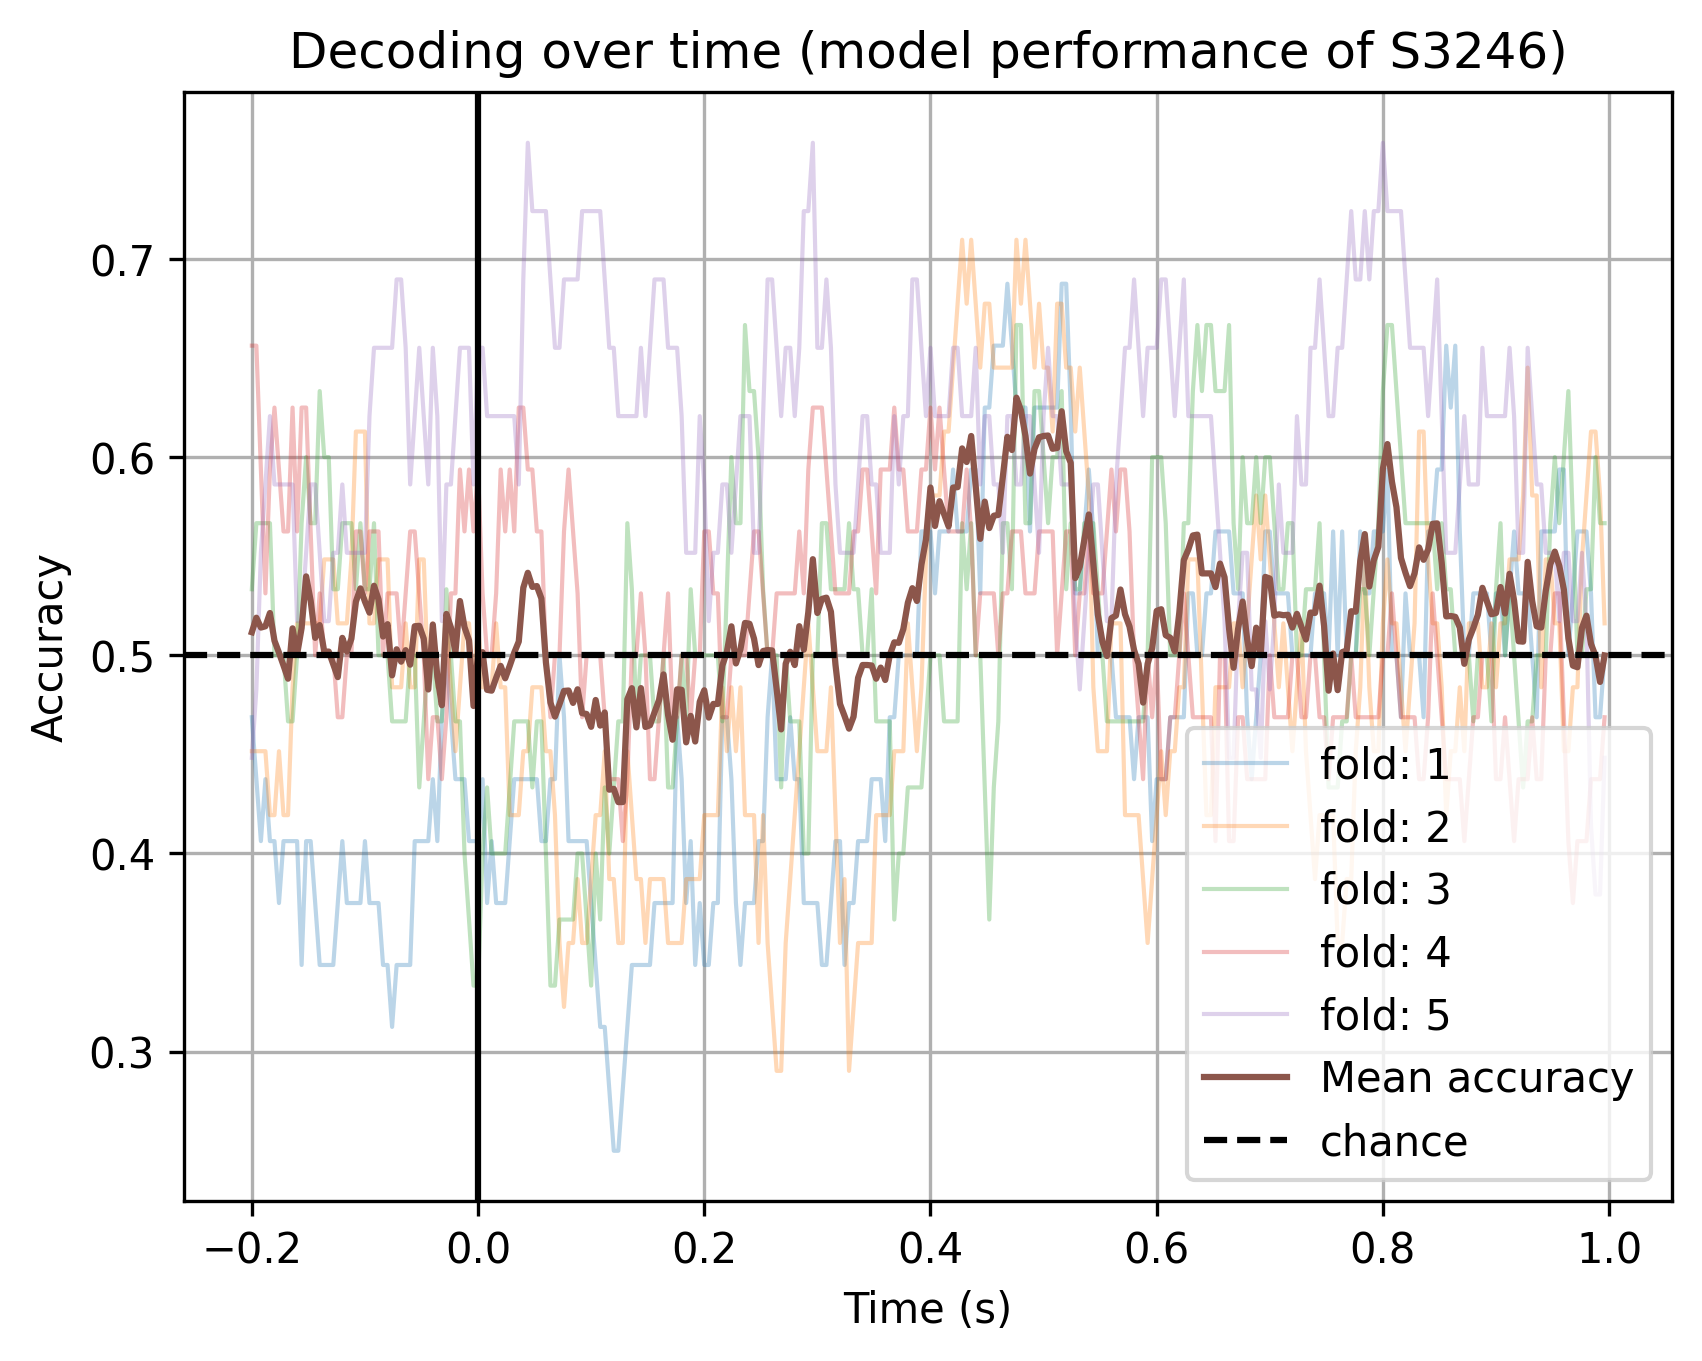 Decoding over time (model performance of S3246)
Accuracy
0.7
0.6
0.5
0.4
0.3
fold: 1
fold: 2
fold: 3
fold: 4
fold: 5
Mean accuracy
chance
−0.2 0.0 0.2 0.4 0.6 0.8 1.0
Time (s)